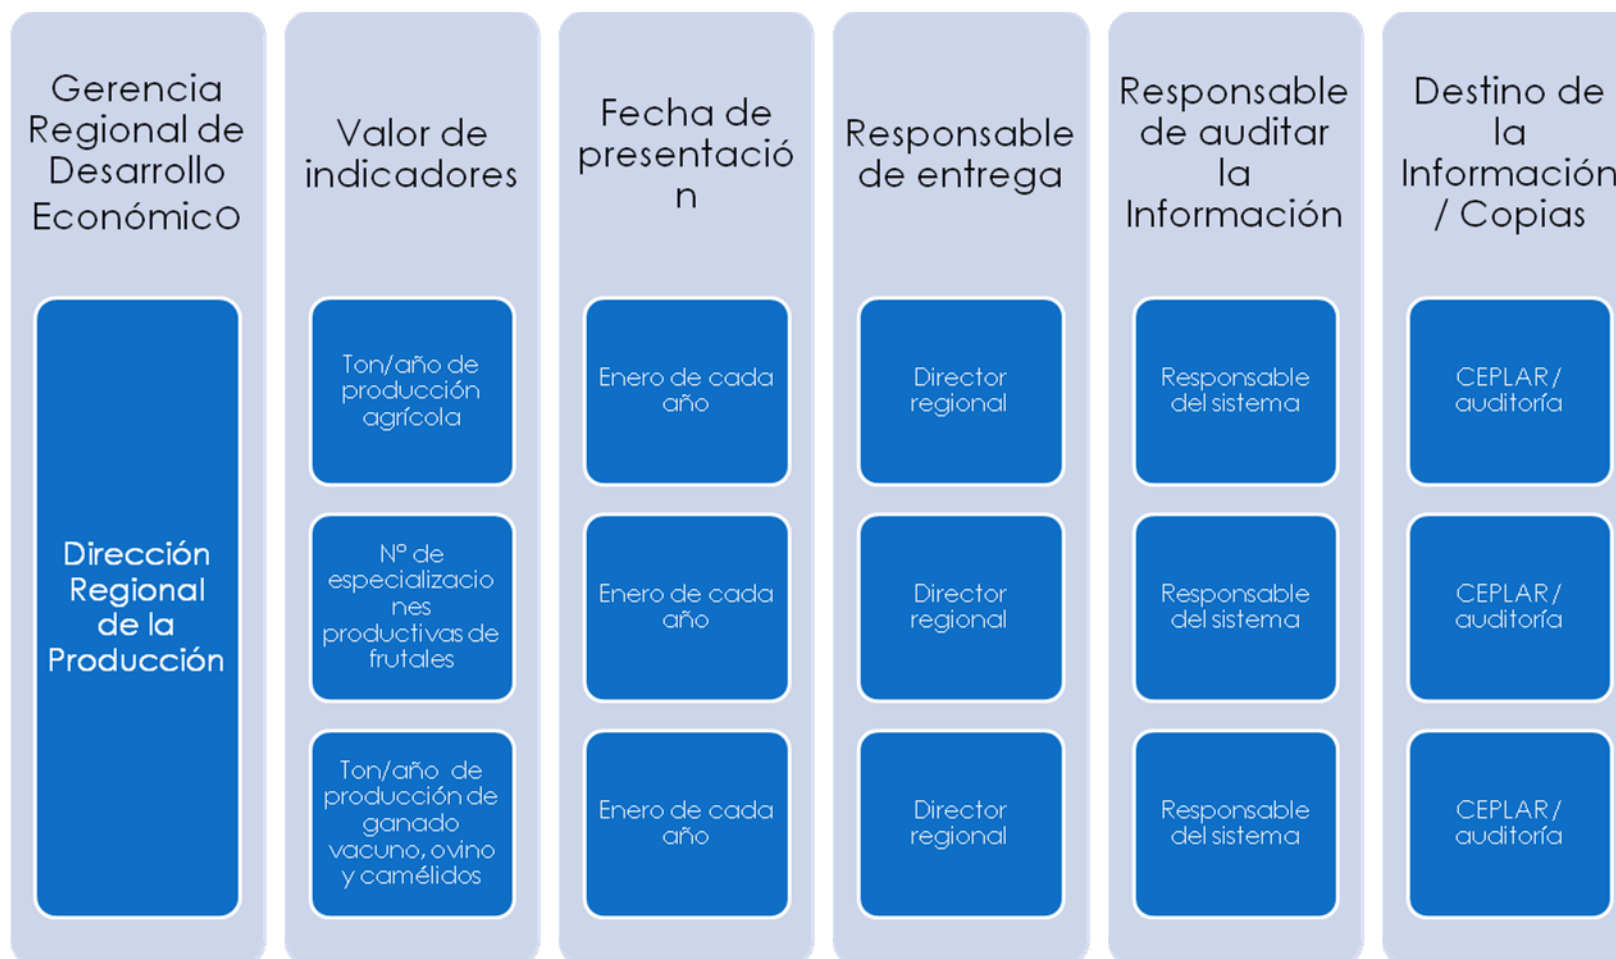 Gerencia
Regional de
Desarrollo
Económico
Dirección
Regional
de la
Producción
Valor de
indicadores
Ton/año de
producción
agrícola
Nº de
especializacio
nes
productivas de
frutales
Ton/año de
producción de
ganado
vacuno, ovino
y camélidos
Fecha de
presentació
n
Enero de cada
año
Enero de cada
año
Enero de cada
año
Responsable
de entrega
Director
regional
Director
regional
Director
regional
Responsable
de auditar
la
Información
Responsable
del sistema
Responsable
del sistema
Responsable
del sistema
Destino de
la
Información
/ Copias
CEPLAR/
auditoría
CEPLAR/
auditoría
CEPLAR/
auditoría